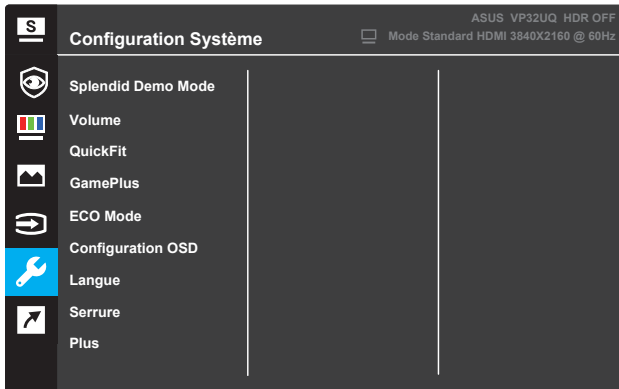 S
ASUS VP32UQ HDR OFF
Configuration Système
Mode Standard HDMI 3840X2160 @ 60Hz
Splendid Demo Mode
Volume
QuickFit
GamePlus
ECO Mode
Configuration OSD
Langue
Serrure
Plus